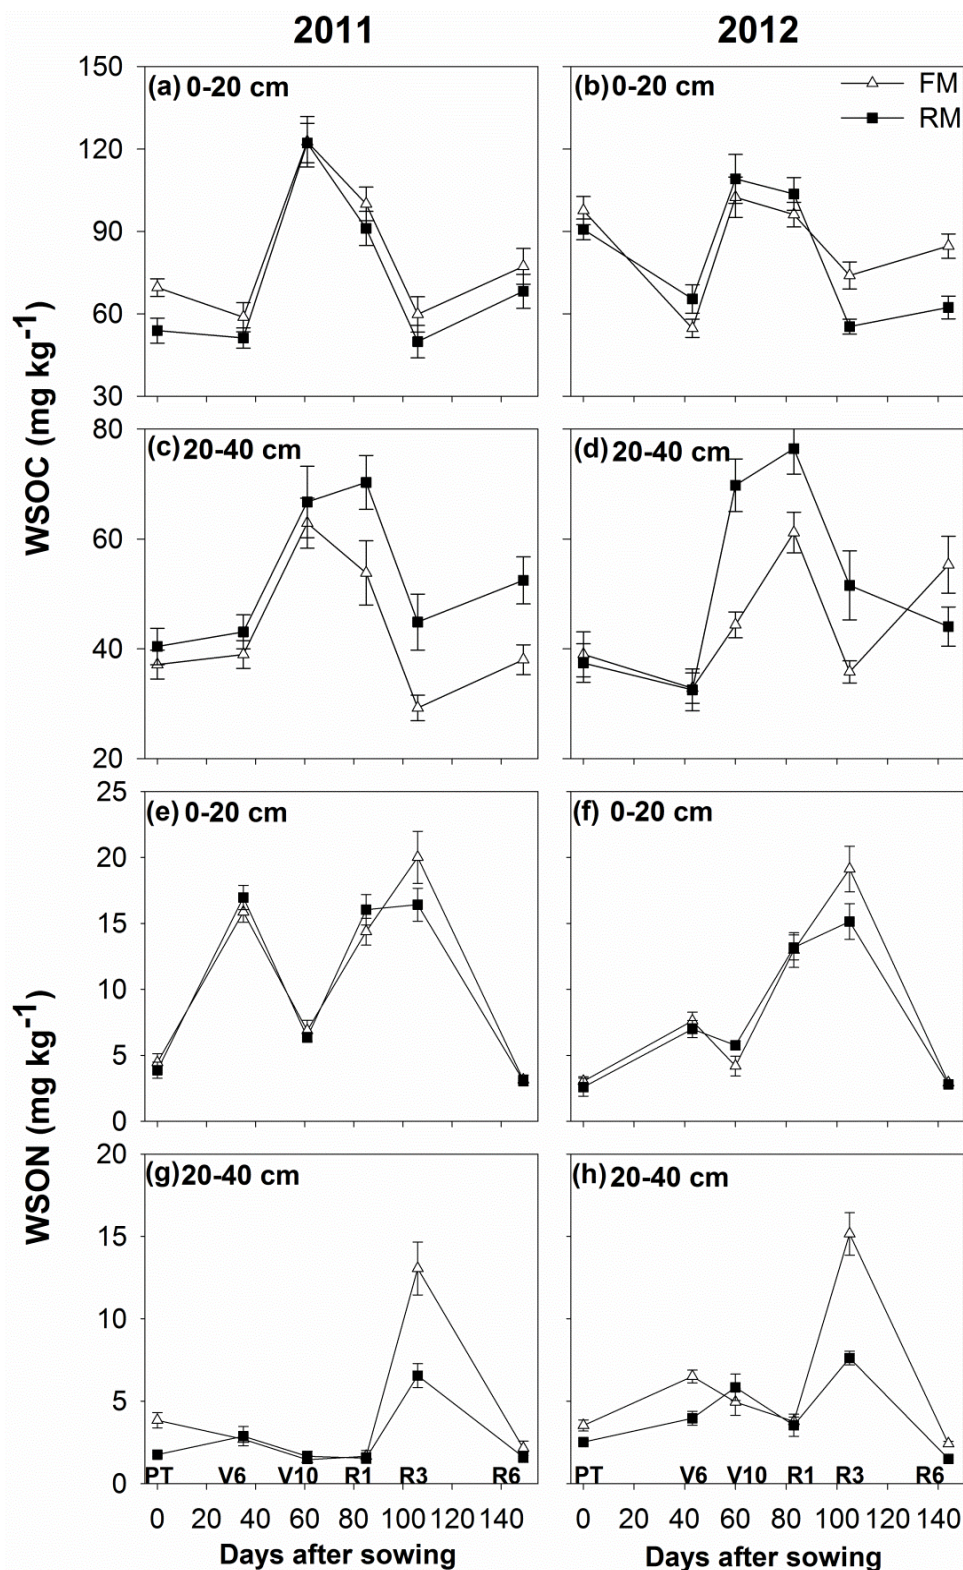 2011 2012
150 (a) 0-20 cm (b) 0-20 cm FM
RM
120
90
60
30
WSOC (mg kg-1)
80 (c) 20-40 cm (d) 20-40 cm
60
40
20
25 (e) 0-20 cm (f) 0-20 cm
20
15
10
5
0
WSON (mg kg-1)
20 (g) 20-40 cm (h) 20-40 cm
15
10
5
0
PT V6 V10 R1 R3 R6 PT V6 V10 R1 R3 R6
0 20 40 60 80 100 120 140 0 20 40 60 80 100 120 140
Days after sowing Days after sowing